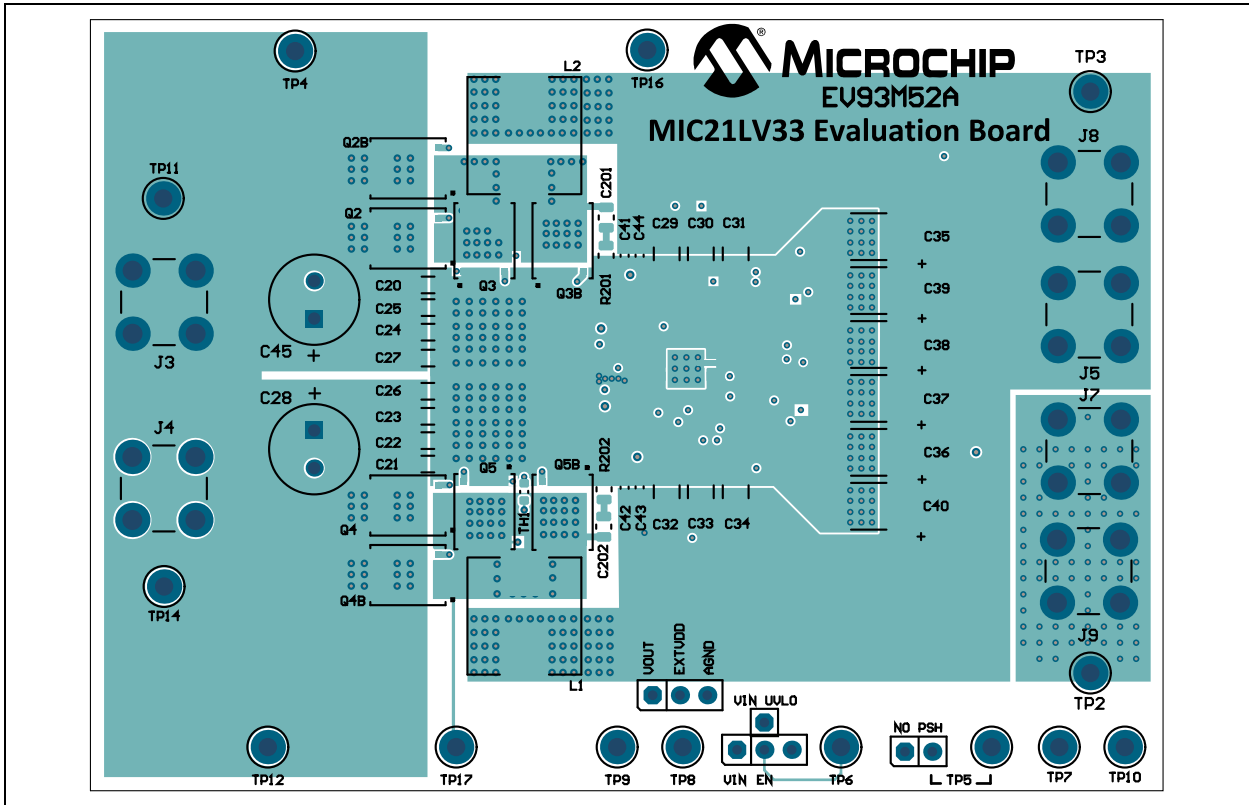 MICROCHIP
®
EV93M52A
MIC21LV33 Evaluation Board
TP4
L2
TP16
TP3
J8
Q2B
TP11
Q2
C201
C41
C44
C29
C30
C31
C35
+
C20
Q3
Q3B
R201
C39
C25
C24
C45
+
J3
C27
+
C38
+
J5
C28
+
C26
J7
C37
+
J4
C23
C22
C21
Q5
Q5B
R202
C36
+
Q4
TH1
C42
C43
C32
C33
C34
C40
+
C202
Q4B
TP14
J9
L1
VOUT
EXTVDD
AGND
TP2
VIN UVLO
NO PSH
VIN EN
TP12
TP17
TP9
TP8
TP6
TP5
TP7
TP10